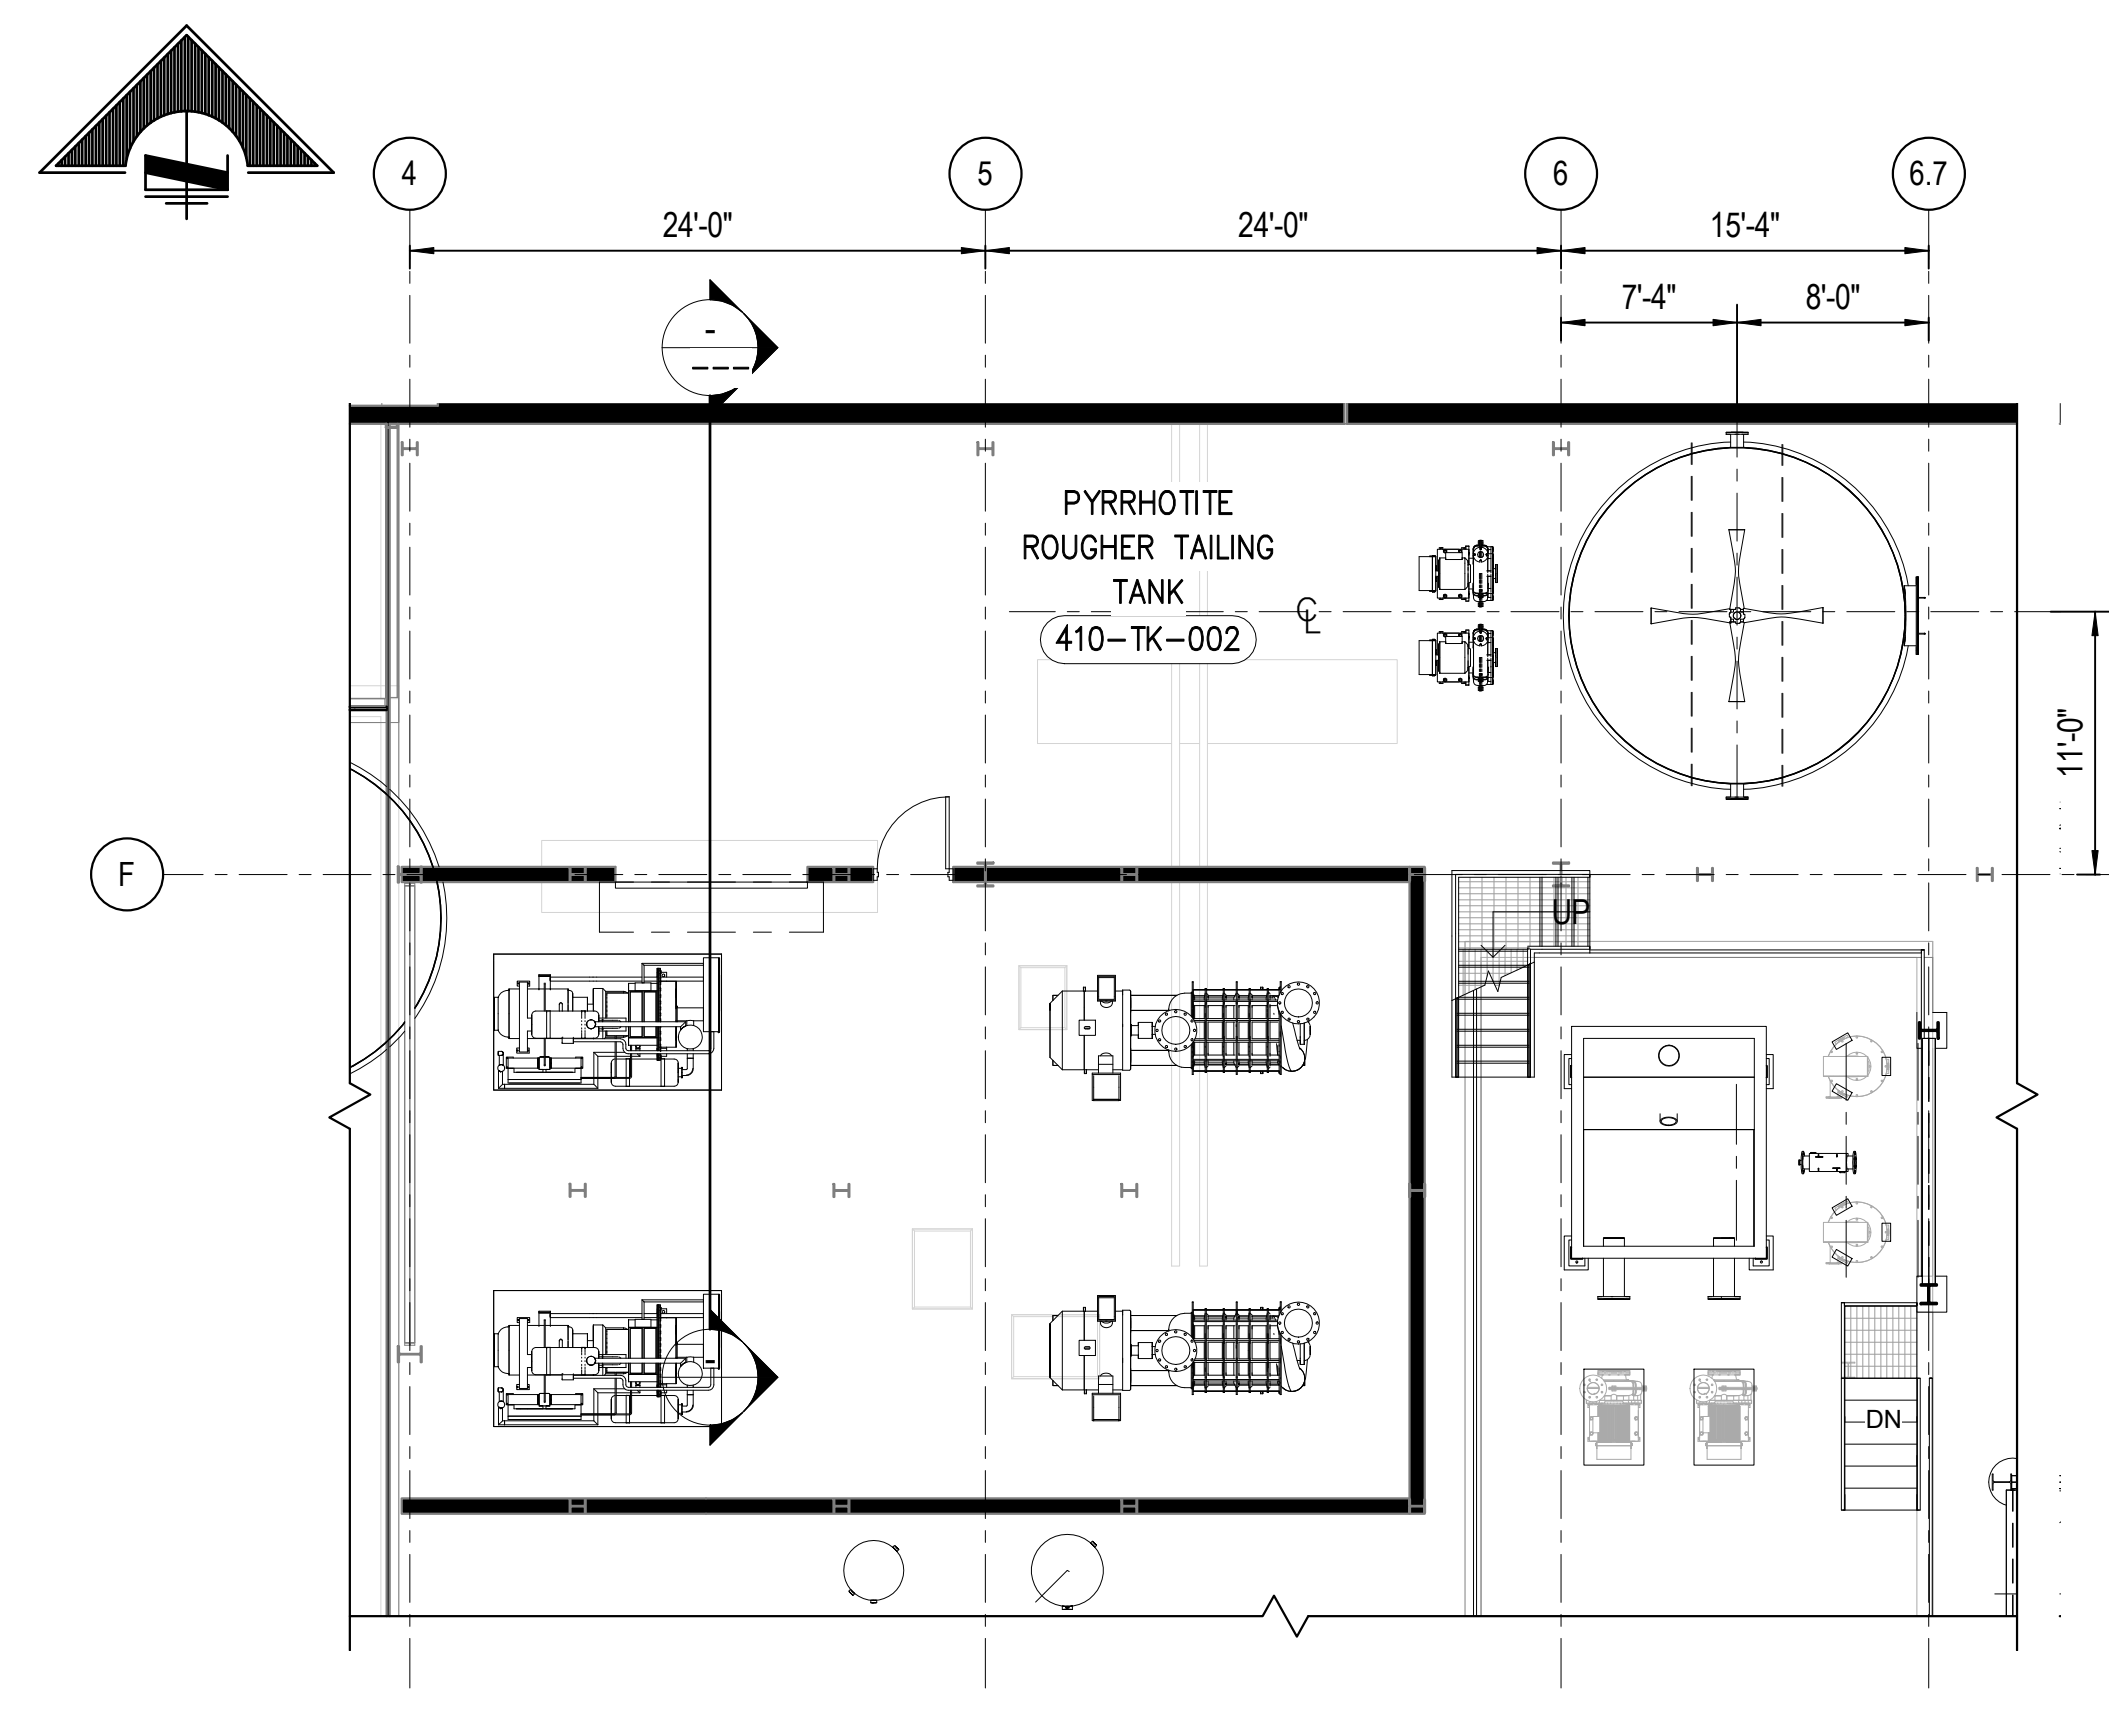 4
5
6
6.7
24'-0"
24'-0"
15'-4"
7'-4"
8'-0"
-
---
PYRRHOTITE
ROUGHER TAILING
TANK
410-TK-002
℄
11'-0"
F
UP
DN
-
N